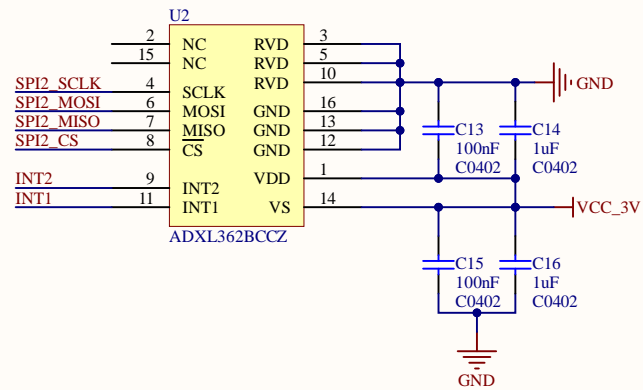 U2
2 NC RVD 3
15 NC RVD 5
RVD 10
SPI2_SCLK 4 SCLK
SPI2_MOSI 6 MOSI GND 16
SPI2_MISO 7 MISO GND 13
SPI2_CS 8 CS GND 12
VDD 1
INT2 9 INT2
INT1 11 INT1 VS 14
ADXL362BCCZ
GND
C13
100nF
C0402
C14
1uF
C0402
VCC_3V
C15
100nF
C0402
C16
1uF
C0402
GND